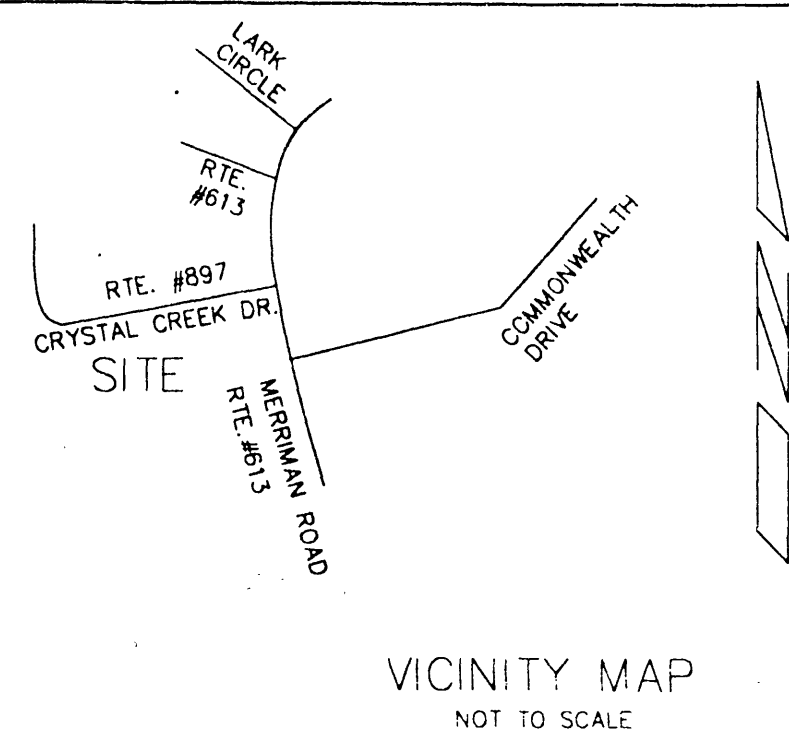 LARK
CIRCLE
RTE.
#613
RTE. #897
CRYSTAL CREEK DR.
SITE
COMMONWEALTH
DRIVE
MERRIMAN ROAD
RTE.#613
N
VICINITY MAP
NOT TO SCALE